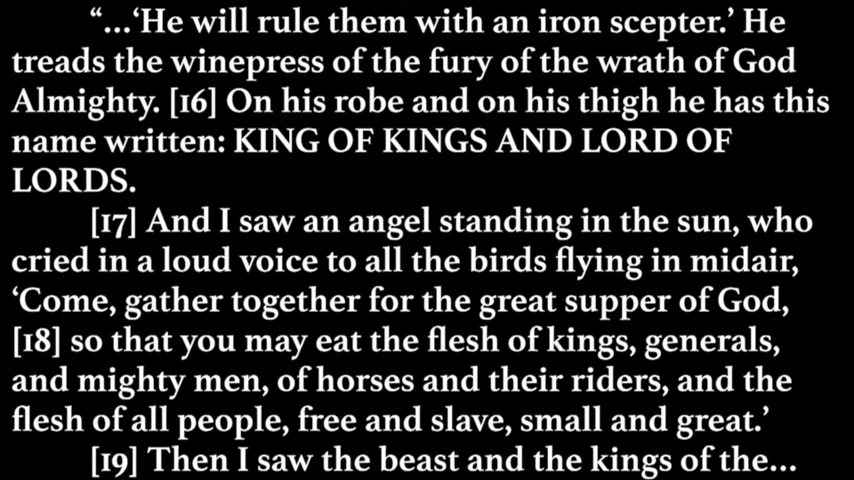 “…‘He will rule them with an iron scepter.’ He
treads the winepress of the fury of the wrath of God
Almighty. [16] On his robe and on his thigh he has this
name written: KING OF KINGS AND LORD OF
LORDS.
[17] And I saw an angel standing in the sun, who
cried in a loud voice to all the birds flying in midair,
‘Come, gather together for the great supper of God,
[18] so that you may eat the flesh of kings, generals,
and mighty men, of horses and their riders, and the
flesh of all people, free and slave, small and great.’
[19] Then I saw the beast and the kings of the…